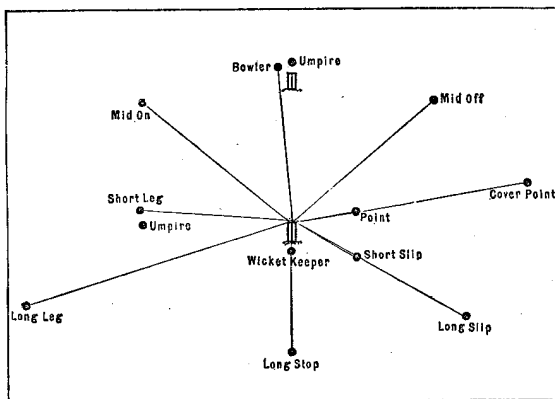 Umpire
Bowler
Mid Off
Mid On
Cover Point
Short Leg
Point
Umpire
Short Slip
Wicket Keeper
Long Leg
Long Slip
Long Stop